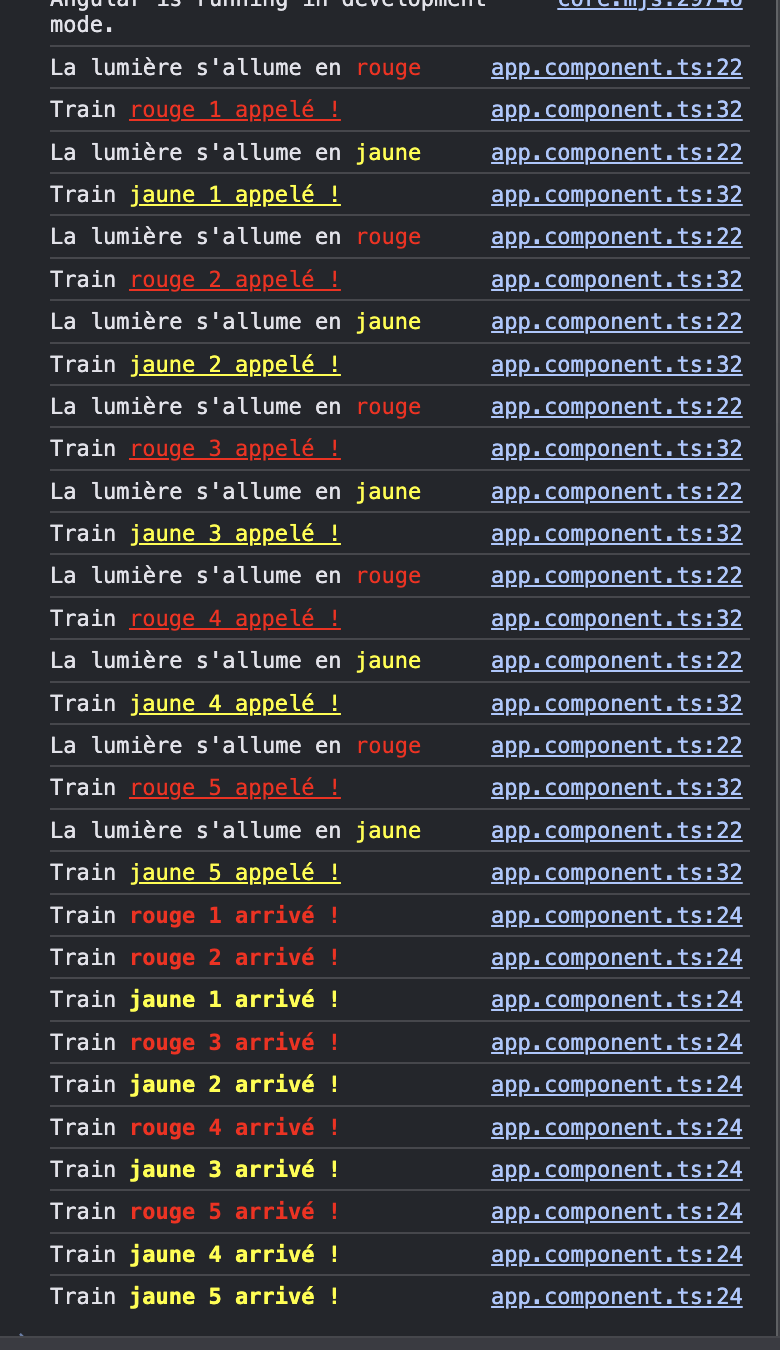 Angular is running in development core.mjs:29740
mode.
La lumière s'allume en rouge app.component.ts:22
Train rouge 1 appelé ! app.component.ts:32
La lumière s'allume en jaune app.component.ts:22
Train jaune 1 appelé ! app.component.ts:32
La lumière s'allume en rouge app.component.ts:22
Train rouge 2 appelé ! app.component.ts:32
La lumière s'allume en jaune app.component.ts:22
Train jaune 2 appelé ! app.component.ts:32
La lumière s'allume en rouge app.component.ts:22
Train rouge 3 appelé ! app.component.ts:32
La lumière s'allume en jaune app.component.ts:22
Train jaune 3 appelé ! app.component.ts:32
La lumière s'allume en rouge app.component.ts:22
Train rouge 4 appelé ! app.component.ts:32
La lumière s'allume en jaune app.component.ts:22
Train jaune 4 appelé ! app.component.ts:32
La lumière s'allume en rouge app.component.ts:22
Train rouge 5 appelé ! app.component.ts:32
La lumière s'allume en jaune app.component.ts:22
Train jaune 5 appelé ! app.component.ts:32
Train rouge 1 arrivé ! app.component.ts:24
Train rouge 2 arrivé ! app.component.ts:24
Train jaune 1 arrivé ! app.component.ts:24
Train rouge 3 arrivé ! app.component.ts:24
Train jaune 2 arrivé ! app.component.ts:24
Train rouge 4 arrivé ! app.component.ts:24
Train jaune 3 arrivé ! app.component.ts:24
Train rouge 5 arrivé ! app.component.ts:24
Train jaune 4 arrivé ! app.component.ts:24
Train jaune 5 arrivé ! app.component.ts:24